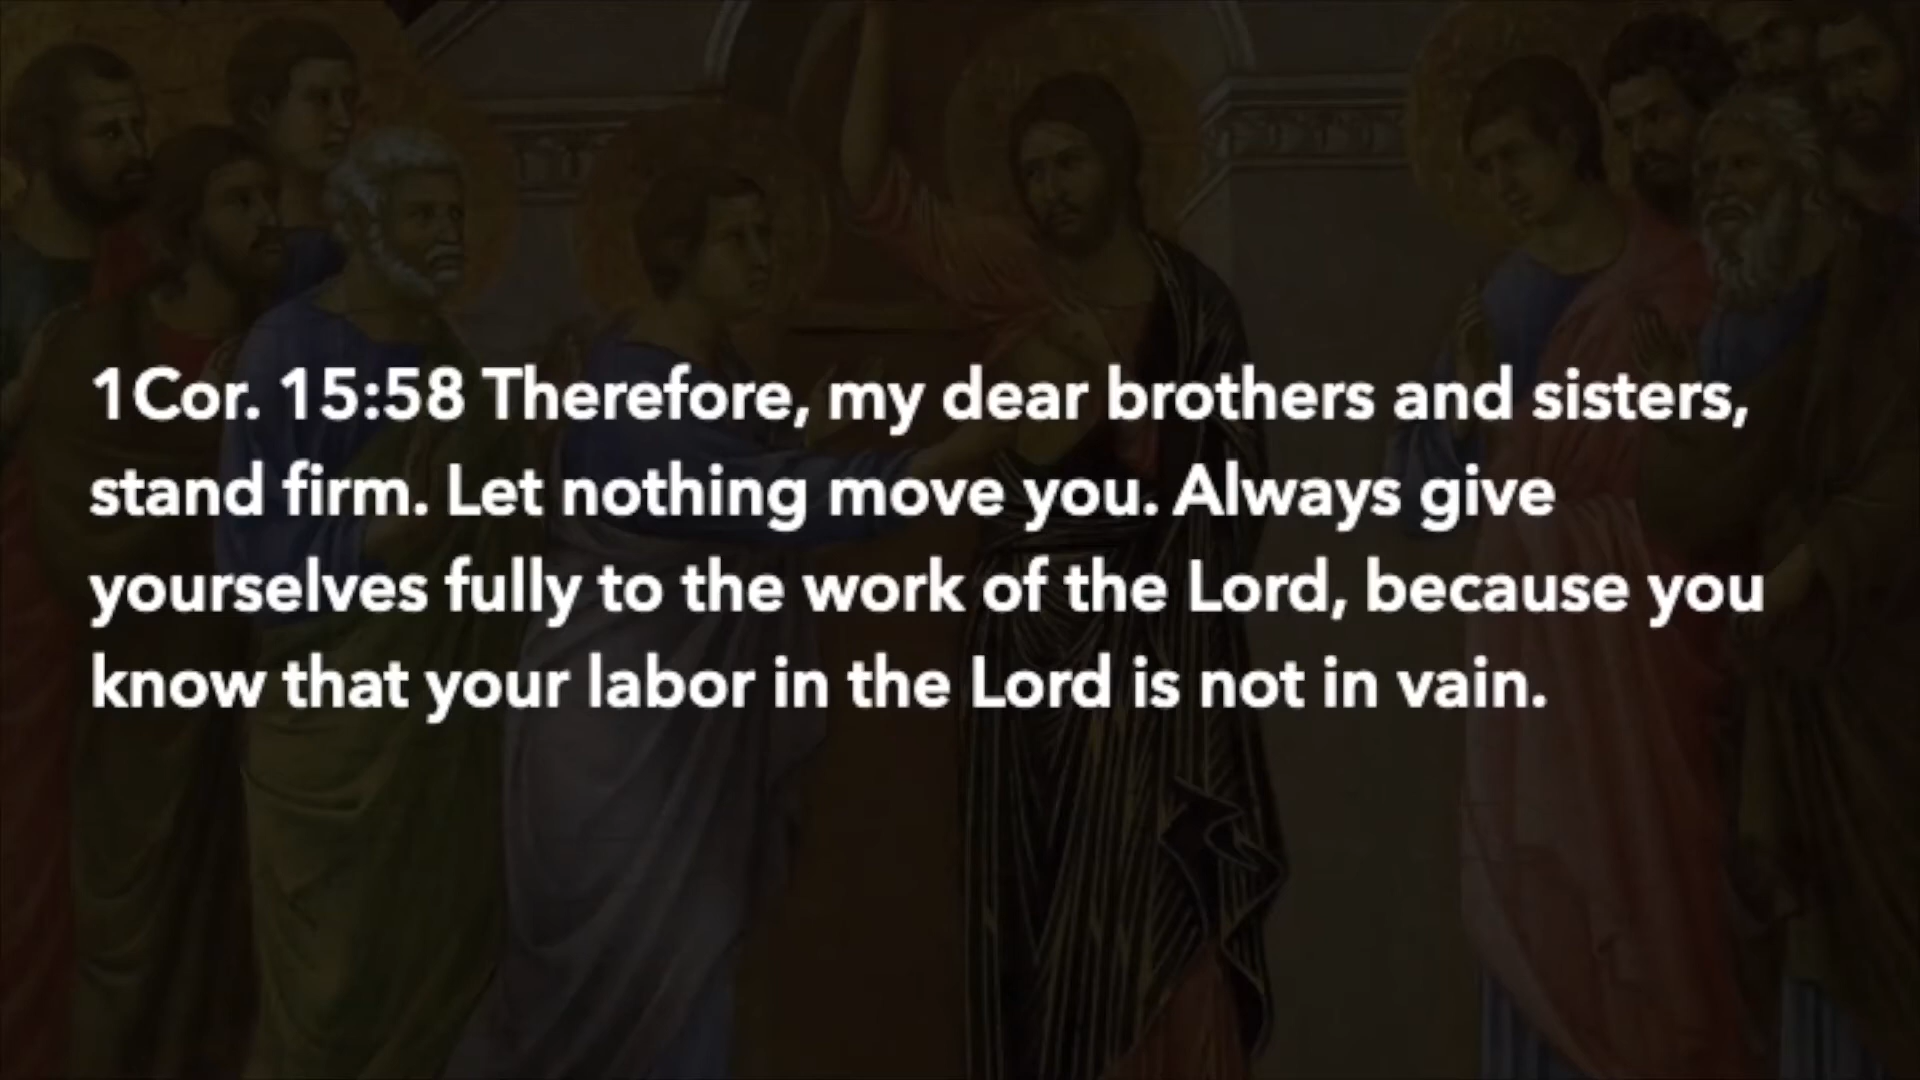 1Cor. 15:58 Therefore, my dear brothers and sisters,
stand firm. Let nothing move you. Always give
yourselves fully to the work of the Lord, because you
know that your labor in the Lord is not in vain.